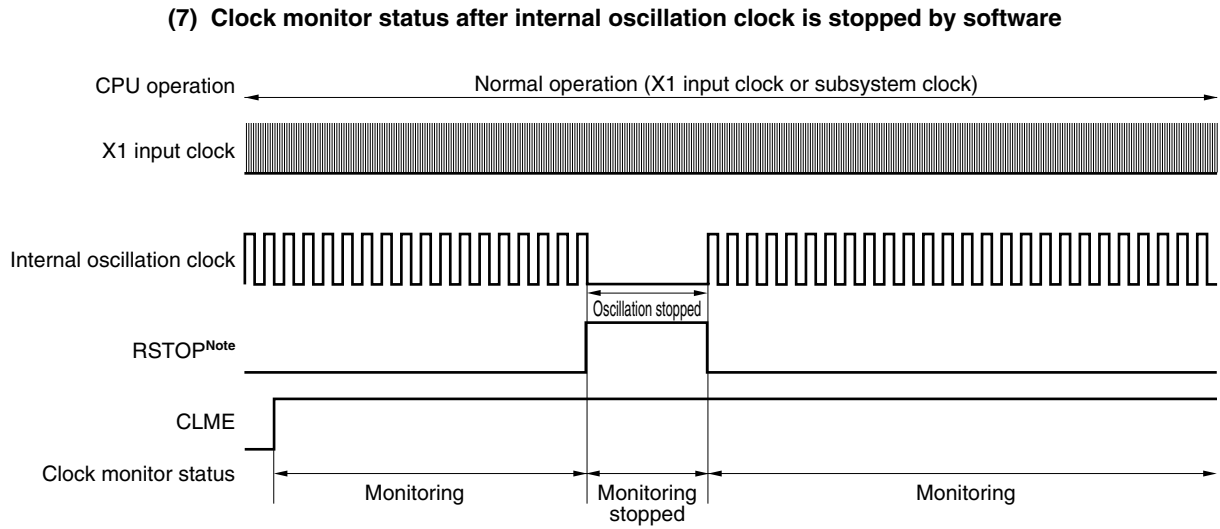 (7) Clock monitor status after internal oscillation clock is stopped by software
CPU operation
Normal operation (X1 input clock or subsystem clock)
X1 input clock
Internal oscillation clock
Oscillation stopped
RSTOPNote
CLME
Clock monitor status
Monitoring
Monitoring
stopped
Monitoring